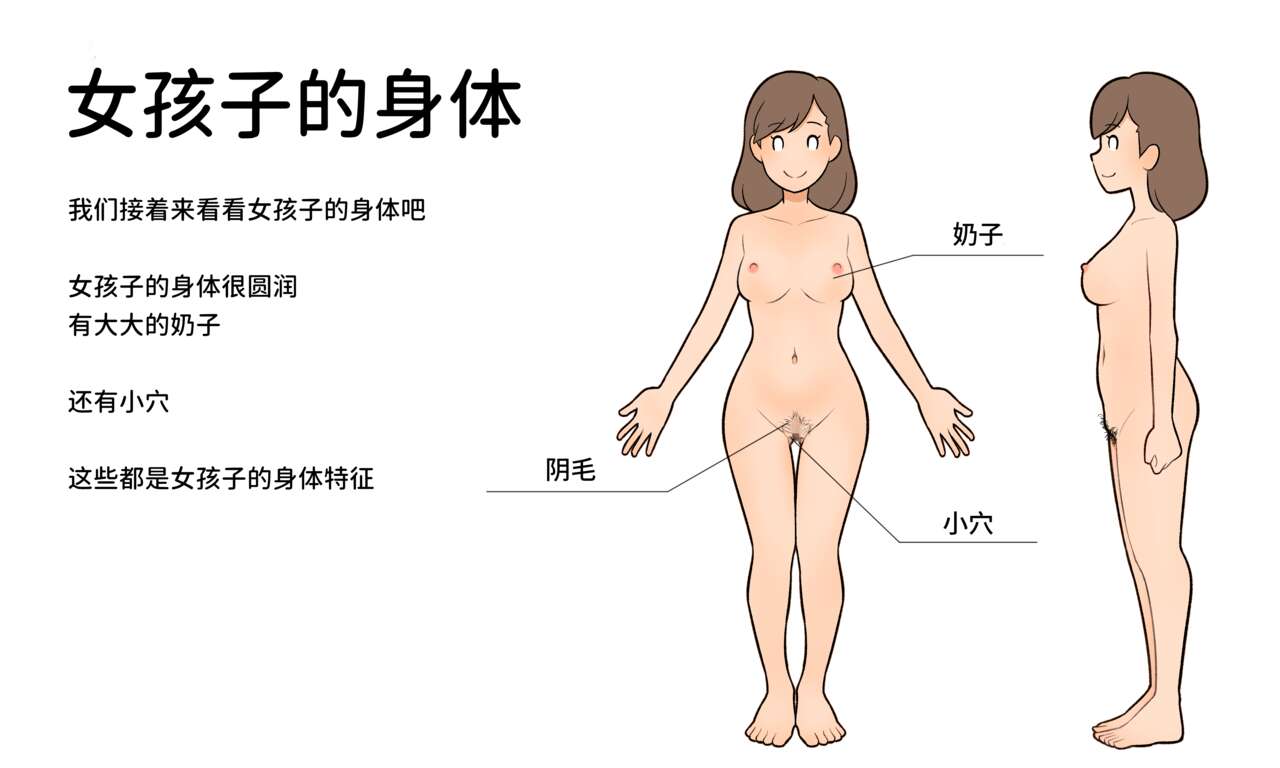 女孩子的身体
我们接着来看看女孩子的身体吧
女孩子的身体很圆润
有大大的奶子
还有小穴
这些都是女孩子的身体特征
奶子
阴毛
小穴